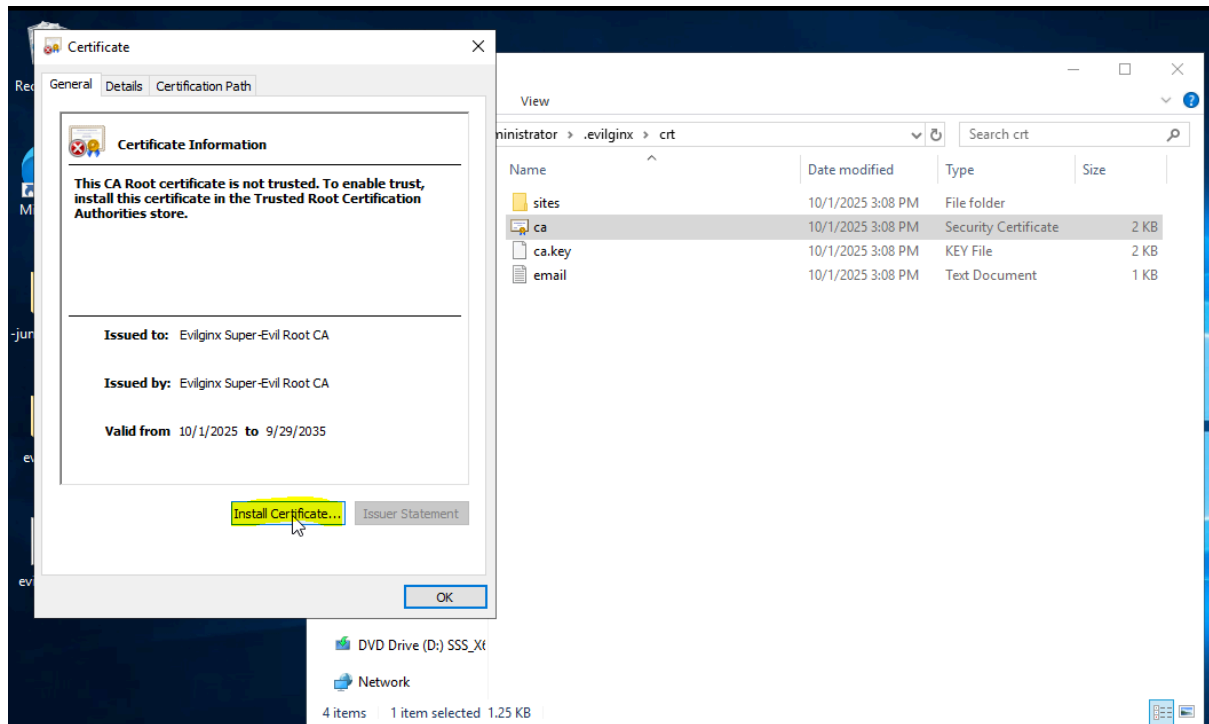 Certificate
General Details Certification Path
Certificate Information
This CA Root certificate is not trusted. To enable trust,
install this certificate in the Trusted Root Certification
Authorities store.
Issued to: Evilginx Super-Evil Root CA
Issued by: Evilginx Super-Evil Root CA
Valid from 10/1/2025 to 9/29/2035
Install Certificate... Issuer Statement
OK
View
.evilginx > crt
Search crt
Name Date modified Type Size
sites 10/1/2025 3:08 PM File folder
ca 10/1/2025 3:08 PM Security Certificate 2 KB
ca.key 10/1/2025 3:08 PM KEY File 2 KB
email 10/1/2025 3:08 PM Text Document 1 KB
DVD Drive (D:)
Network
4 items 1 item selected 1.25 KB